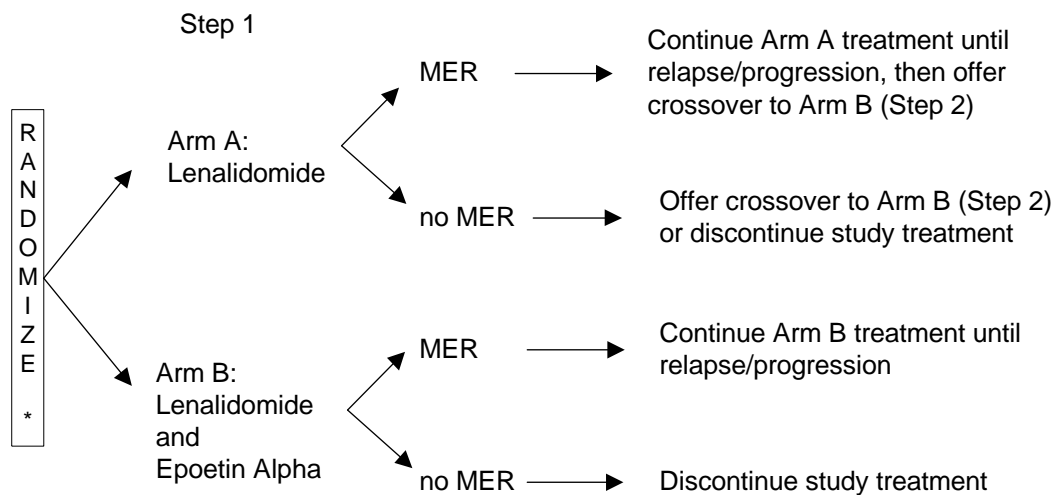 Step 1
RANDOMIZE *
Arm A:
Lenalidomide
MER
Continue Arm A treatment until
relapse/progression, then offer
crossover to Arm B (Step 2)
no MER
Offer crossover to Arm B (Step 2)
or discontinue study treatment
Arm B:
Lenalidomide
and
Epoetin Alpha
MER
Continue Arm B treatment until
relapse/progression
no MER
Discontinue study treatment